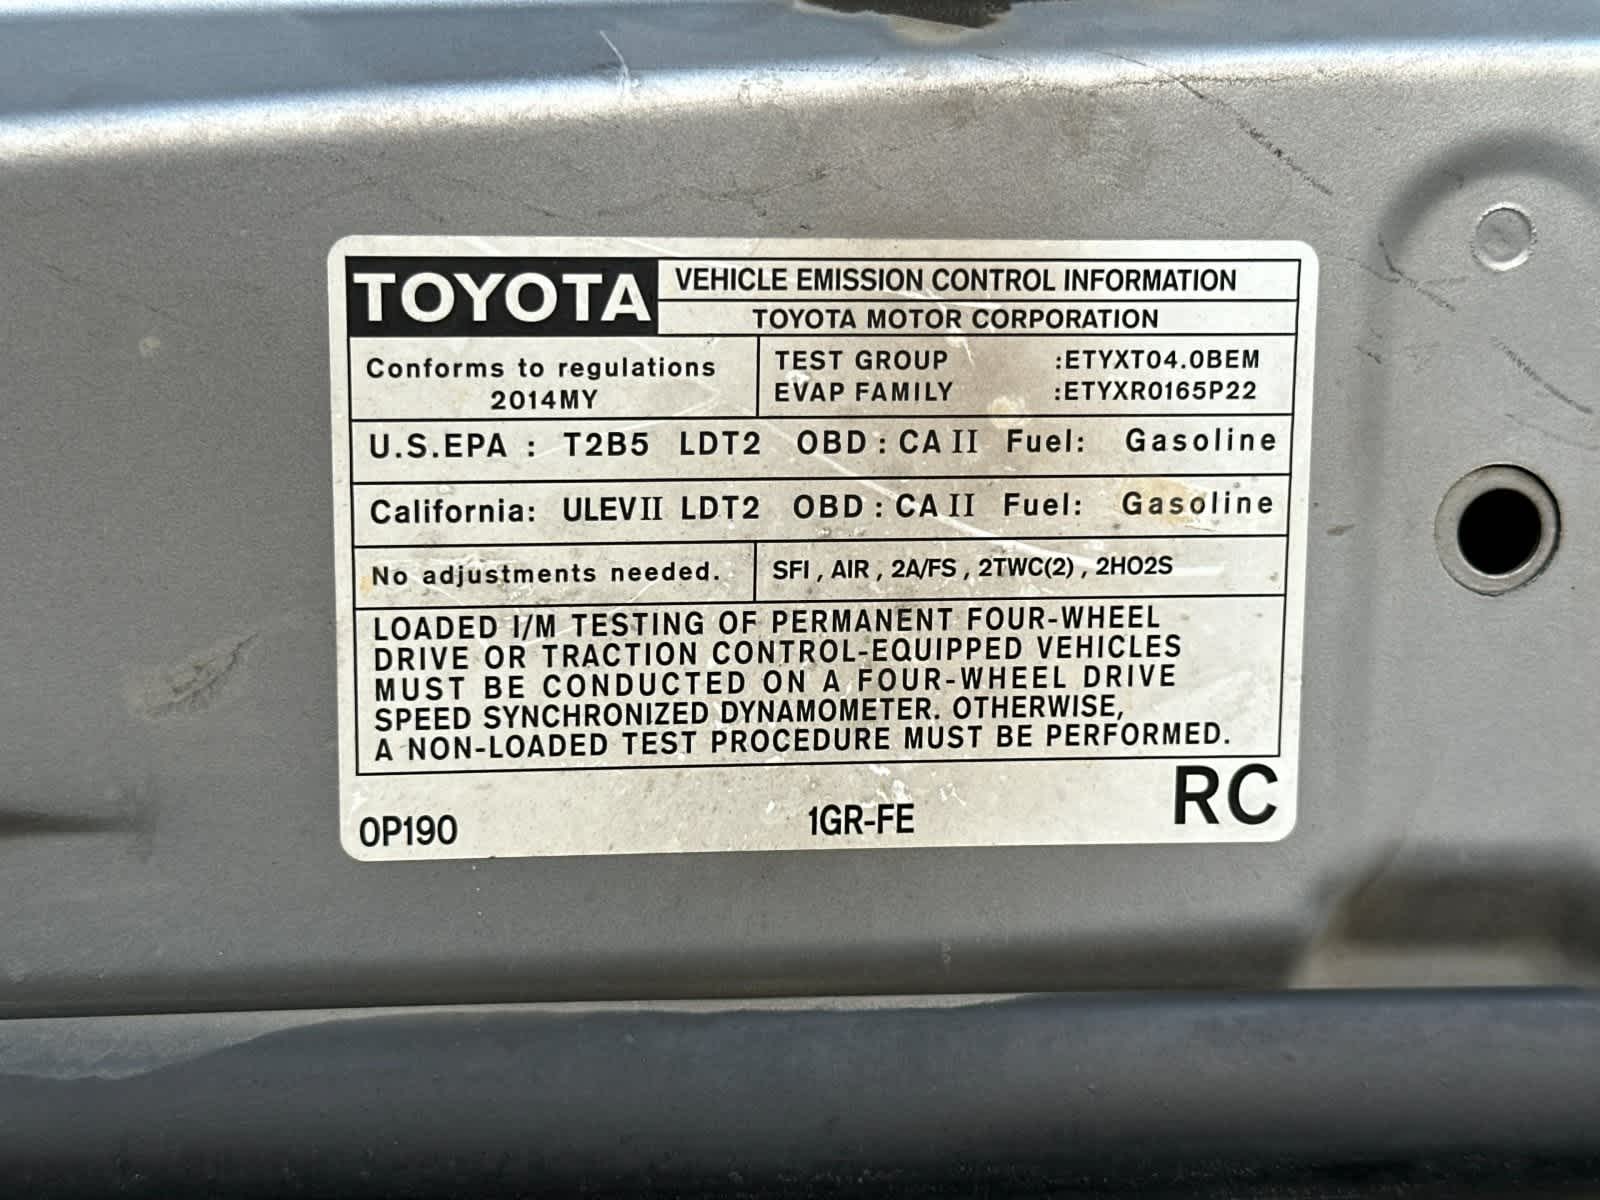 TOYOTA VEHICLE EMISSION CONTROL INFORMATION
TOYOTA MOTOR CORPORATION
Conforms to regulations
2014MY
TEST GROUP :ETYXT04.0BEM
EVAP FAMILY :ETYXR0165P22
U.S.EPA : T2B5 LDT2 OBD : CA II Fuel: Gasoline
California: ULEVII LDT2 OBD : CA II Fuel: Gasoline
No adjustments needed. SFI , AIR , 2A/FS , 2TWC(2) , 2HO2S
LOADED I/M TESTING OF PERMANENT FOUR-WHEEL
DRIVE OR TRACTION CONTROL-EQUIPPED VEHICLES
MUST BE CONDUCTED ON A FOUR-WHEEL DRIVE
SPEED SYNCHRONIZED DYNAMOMETER. OTHERWISE,
A NON-LOADED TEST PROCEDURE MUST BE PERFORMED.
0P190 1GR-FE RC